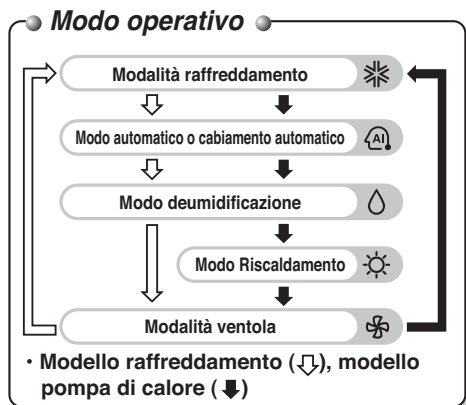 Modo operativo
Modalità raffreddamento
Modo automatico o cabiamento automatico
AI
Modo deumidificazione
Modo Riscaldamento
Modalità ventola
• Modello raffreddamento (⇩), modello
pompa di calore (⬇)